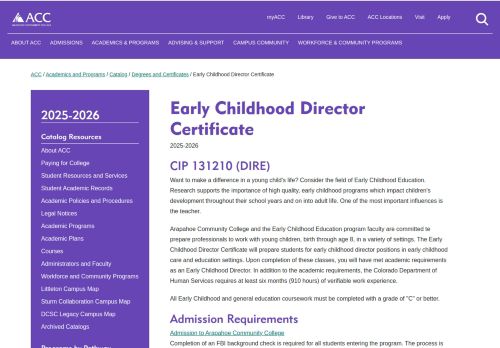 myACC Library Give to ACC ACC Locations Visit Apply
ACC
ABOUT ACC ADMISSIONS ACADEMICS & PROGRAMS ADVISING & SUPPORT CAMPUS COMMUNITY WORKFORCE & COMMUNITY PROGRAMS
ACC / Academics and Programs / Catalog / Degrees and Certificates / Early Childhood Director Certificate
2025-2026
Catalog Resources
About ACC
Paying for College
Student Resources and Services
Student Academic Records
Academic Policies and Procedures
Legal Notices
Academic Programs
Academic Plans
Courses
Administrators and Faculty
Workforce and Community Programs
Littleton Campus Map
Sturm Collaboration Campus Map
DCSC Legacy Campus Map
Archived Catalogs
Programs by Pathway
Early Childhood Director
Certificate
2025-2026
CIP 131210 (DIRE)
Want to make a difference in a young child's life? Consider the field of Early Childhood Education.
Research supports the importance of high quality, early childhood programs which impact children's
development throughout their school years and on into adult life. One of the most important influences is
the teacher.
Arapahoe Community College and the Early Childhood Education program faculty are committed to
prepare professionals to work with young children, birth through age 8, in a variety of settings. The Early
Childhood Director Certificate will prepare students for early childhood director positions in early childhood
care and education settings. Upon completion of these classes, you will have met academic requirements
as an Early Childhood Director. In addition to the academic requirements, the Colorado Department of
Human Services requires at least six months (910 hours) of verifiable work experience.
All Early Childhood and general education coursework must be completed with a grade of "C" or better.
Admission Requirements
Admission to Arapahoe Community College
Completion of an FBI background check is required for all students entering the program. The process is